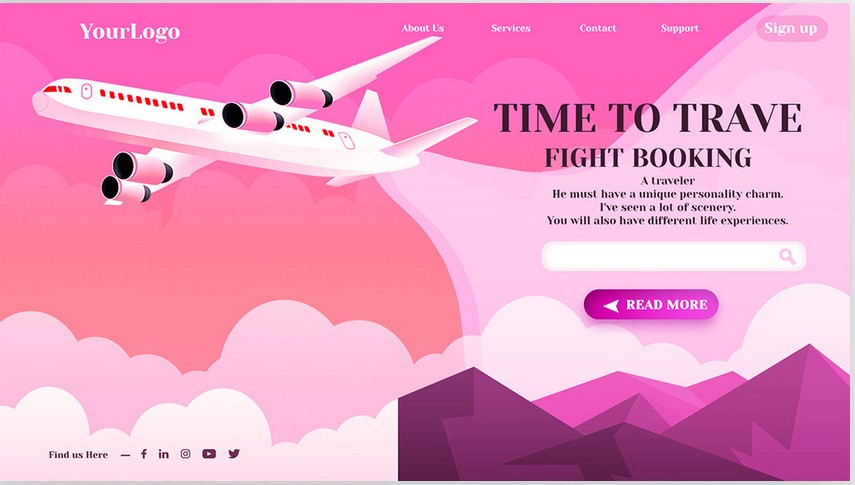 YourLogo
About Us
Services
Contact
Support
Sign up
TIME TO TRAVE
FIGHT BOOKING
A traveler
He must have a unique personality charm.
I've seen a lot of scenery.
You will also have different life experiences.
READ MORE
Find us Here